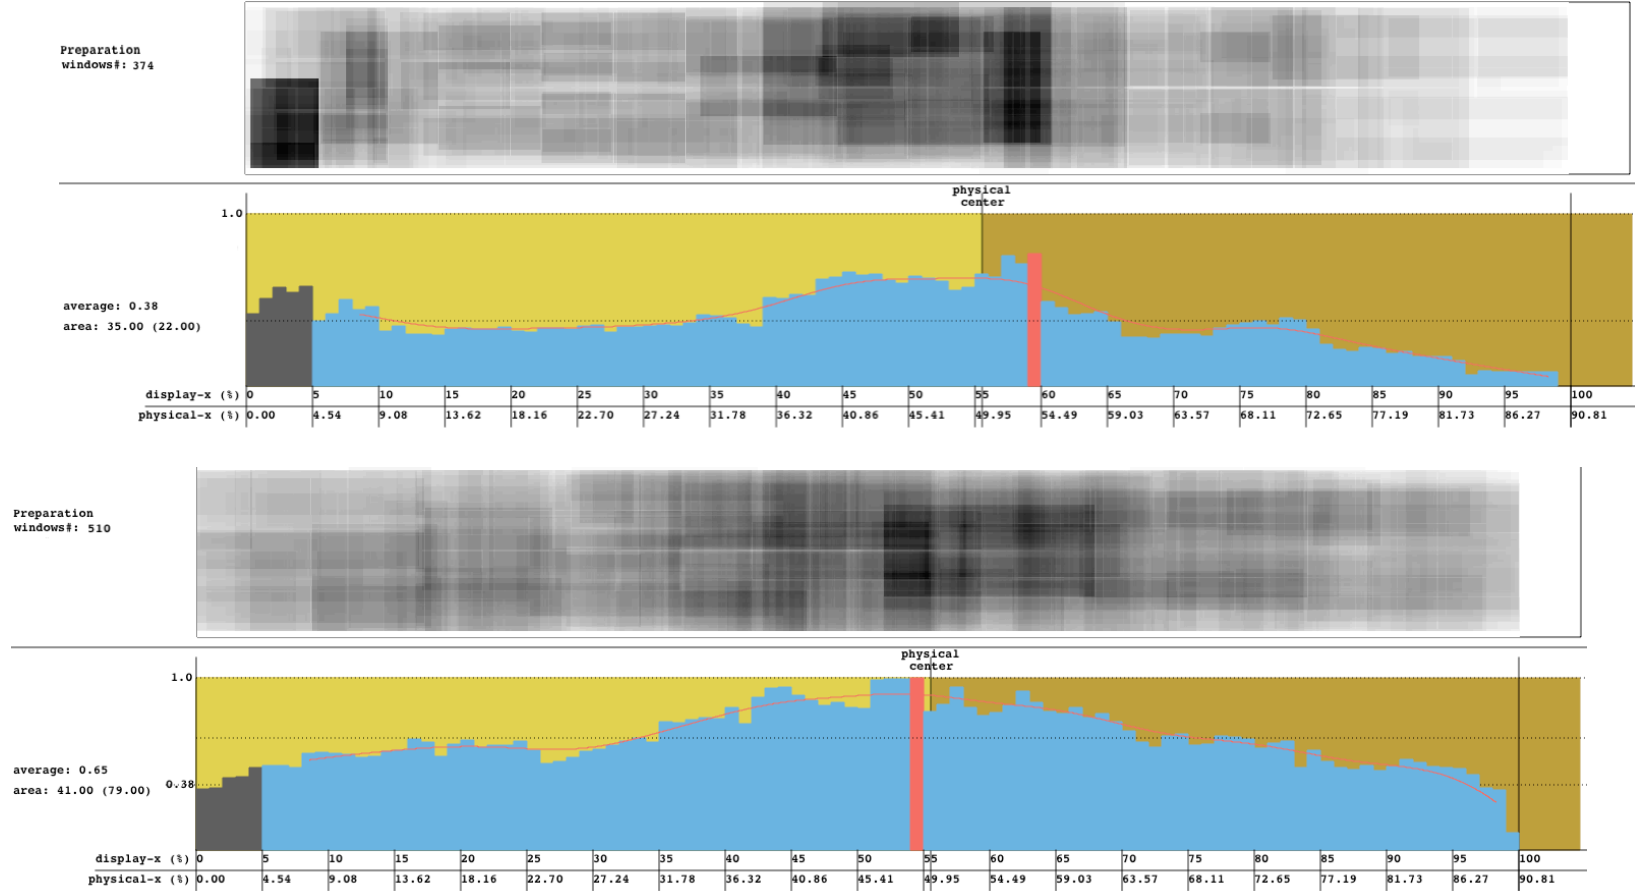 Preparation
windows#: 374
physical
center
1.0
average: 0.38
area: 35.00 (22.00)
display-x (%) 0 5 10 15 20 25 30 35 40 45 50 55 60 65 70 75 80 85 90 95 100
physical-x (%) 0.00 4.54 9.08 13.62 18.16 22.70 27.24 31.78 36.32 40.86 45.41 49.95 54.49 59.03 63.57 68.11 72.65 77.19 81.73 86.27 90.81
Preparation
windows#: 510
physical
center
1.0
average: 0.65
0.38
area: 41.00 (79.00)
display-x (%) 0 5 10 15 20 25 30 35 40 45 50 55 60 65 70 75 80 85 90 95 100
physical-x (%) 0.00 4.54 9.08 13.62 18.16 22.70 27.24 31.78 36.32 40.86 45.41 49.95 54.49 59.03 63.57 68.11 72.65 77.19 81.73 86.27 90.81